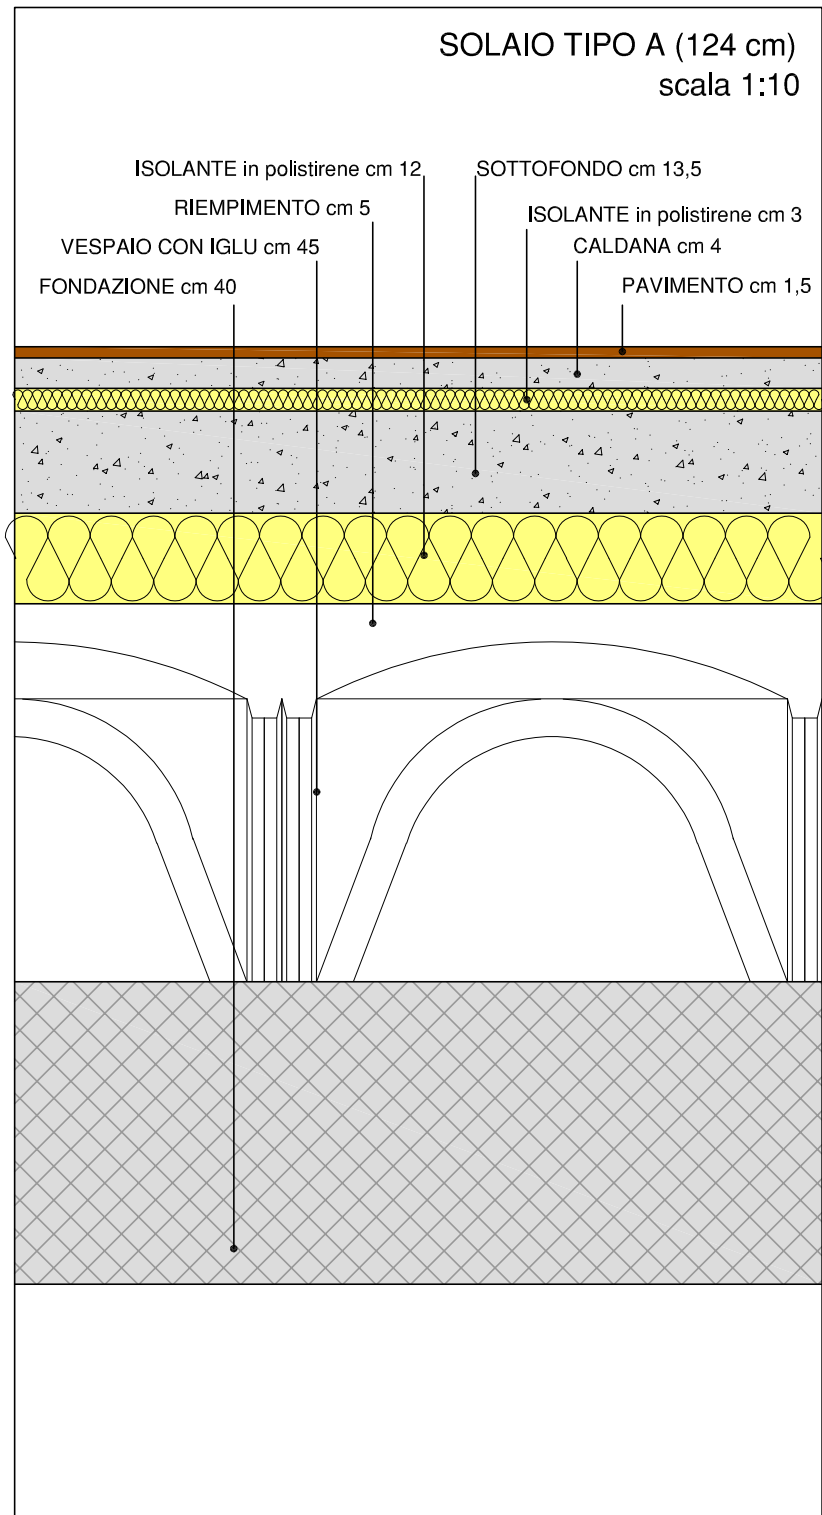 SOLAIO TIPO A (124 cm)
scala 1:10
ISOLANTE in polistirene cm 12
SOTTOFONDO cm 13,5
RIEMPIMENTO cm 5
ISOLANTE in polistirene cm 3
VESPAIO CON IGLU cm 45
CALDANA cm 4
FONDAZIONE cm 40
PAVIMENTO cm 1,5